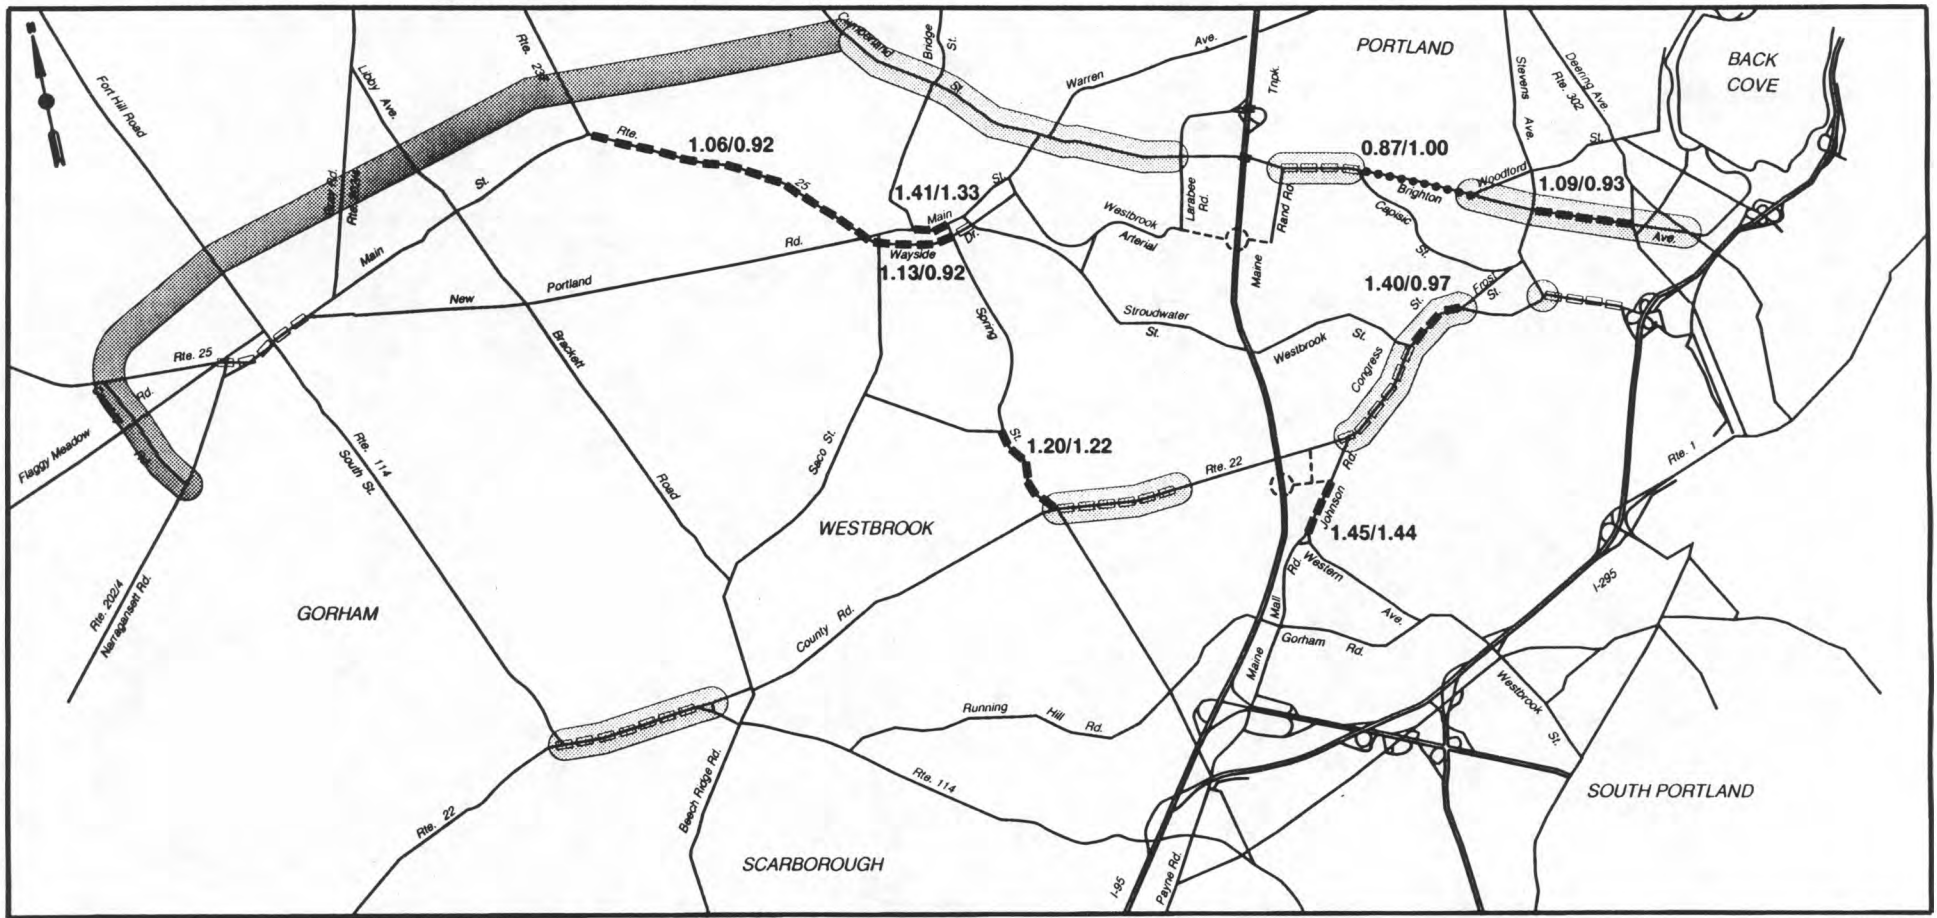 Cumberland
St.
Bridge
St.
Warren
Ave.
Tnpk.
PORTLAND
Stevens
Ave.
Deering Ave.
Rte. 302
BACK
COVE
Fort Hill Road
Libby Ave.
Rte.
1.06/0.92
0.87/1.00
Woodford
St.
1.09/0.93
Brighton
Ave.
25
1.41/1.33
Main
St.
Dr.
Wayside
1.13/0.92
Larabee
Rd.
Rand Rd.
Westbrook
Arterial
Maine
Capisic
St.
Main
St.
New
Portland
Rd.
Spring
St.
Stroudwater
St.
Westbrook
St.
1.40/0.97
Frost
St.
Congress
St.
Rte. 25
Flaggy Meadow
Rd.
Rte. 114
South St.
Brackett
Road
Saco St.
1.20/1.22
Rte. 22
Johnson
Rd.
1.45/1.44
Rte. 1
WESTBROOK
Rte. 202/4
Narragansett Rd.
GORHAM
County
Rd.
Western
Ave.
Maine
Mall
Rd.
Gorham
Rd.
I-295
Running
Hill
Rd.
Westbrook
St.
Rte. 22
Beech Ridge Rd.
Rte. 114
SOUTH PORTLAND
SCARBOROUGH
I-95
Payne Rd.